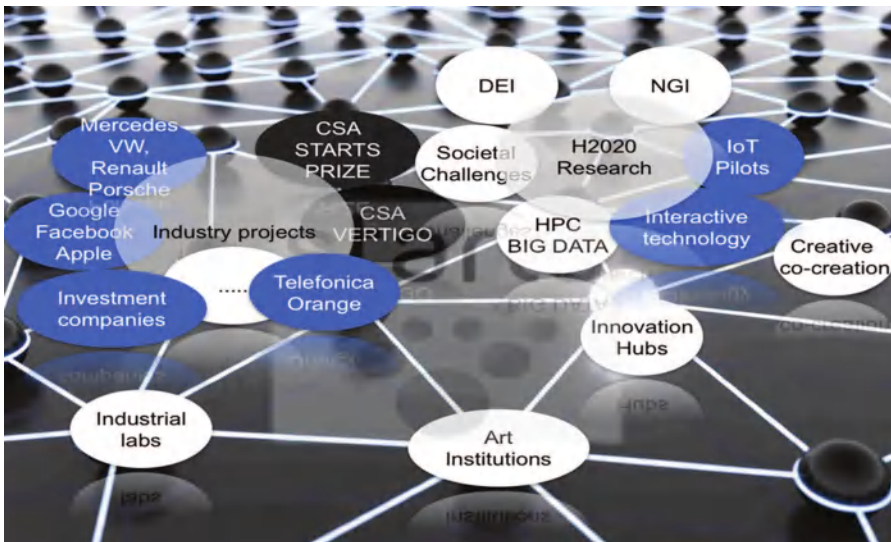 DEI
NGI
Mercedes
VW,
Renault
Porsche
CSA
STARTS
PRIZE
Societal
Challenges
H2020
Research
IoT
Pilots
Google
Facebook
Apple
Industry projects
CSA
VERTIGO
HPC
BIG DATA
Interactive
technology
Creative
co-creation
Investment
companies
.....
Telefonica
Orange
Innovation
Hubs
Industrial
labs
Art
Institutions